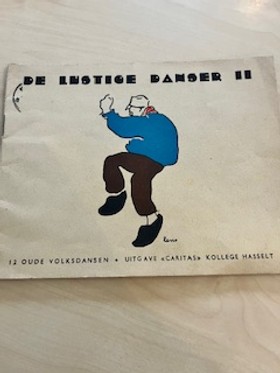 DE LUSTIGE DANSER II
12 OUDE VOLKSDANSEN • UITGAVE «CARITAS» KOLLEGE HASSELT